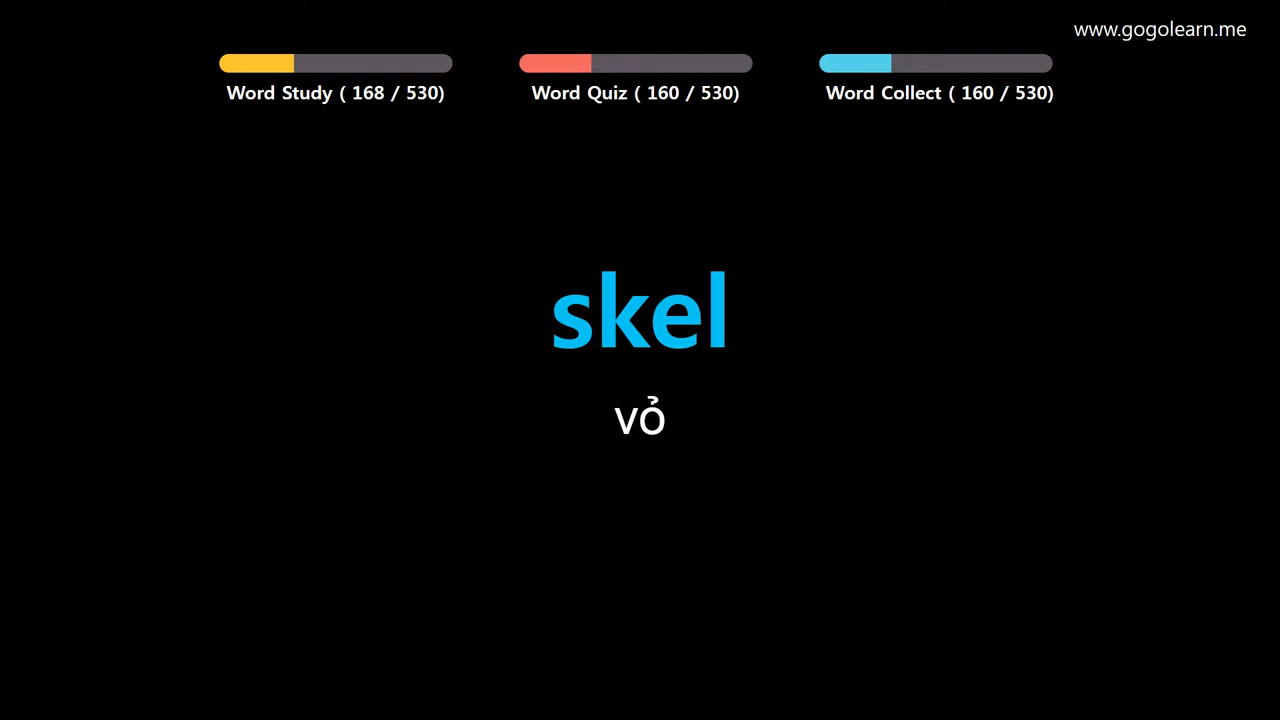 www.gogolearn.me
Word Study ( 168 / 530)
Word Quiz ( 160 / 530)
Word Collect ( 160 / 530)
skel
vỏ